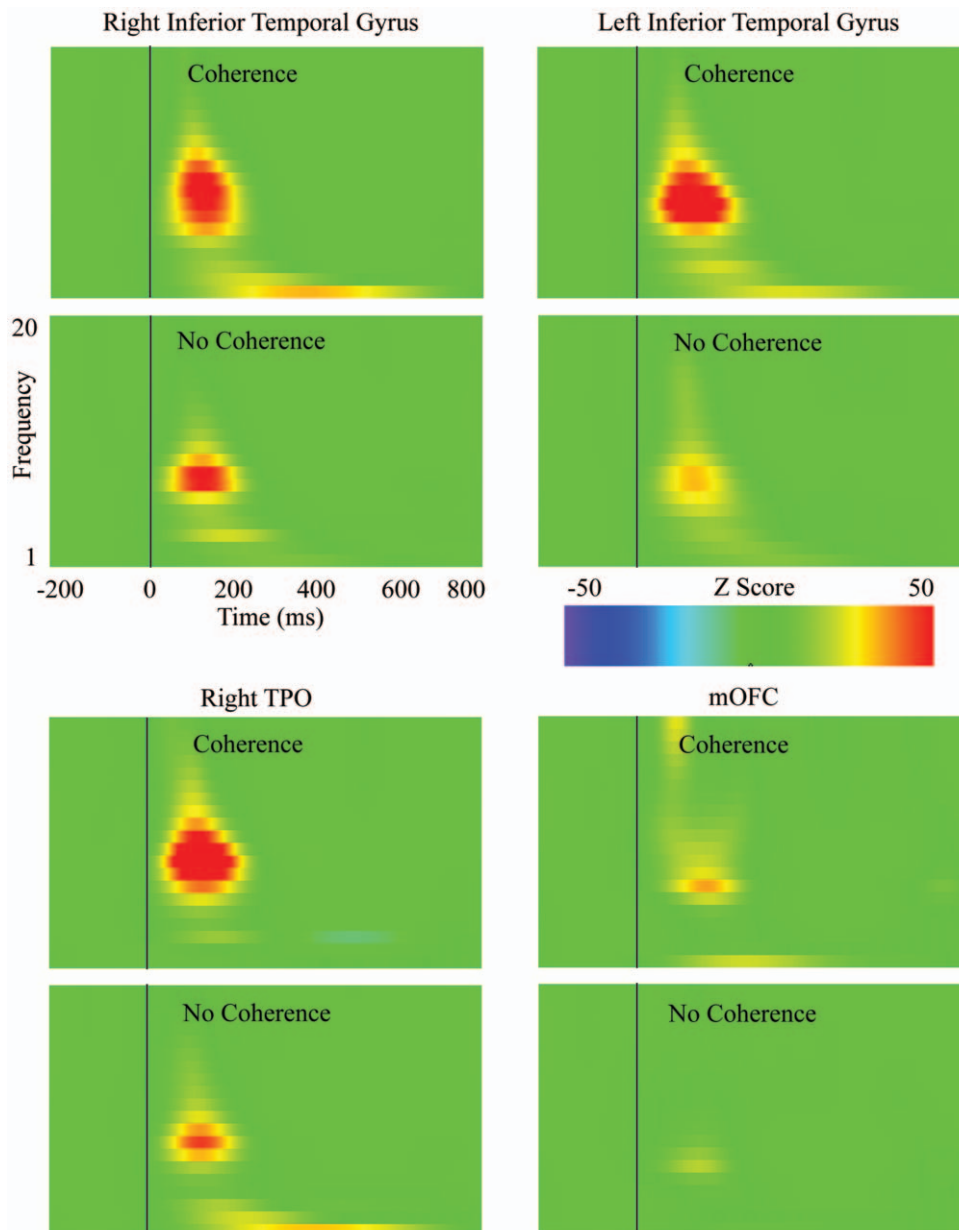 Right Inferior Temporal Gyrus
Left Inferior Temporal Gyrus
Coherence
Coherence
20
Frequency
1
No Coherence
No Coherence
-200 0 200 400 600 800
Time (ms)
-50 Z Score 50
Right TPO
mOFC
Coherence
Coherence
No Coherence
No Coherence